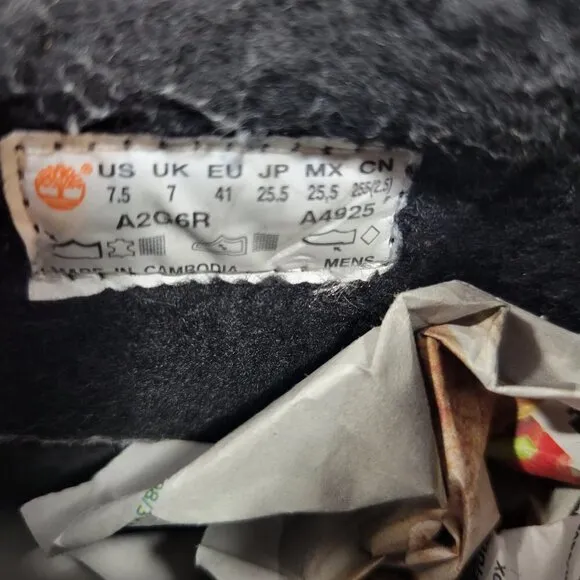 US UK EU JP MX CN
7.5 7 41 25.5 25,5 255(2.5)
A2G6R A4925
MADE IN CAMBODIA MENS